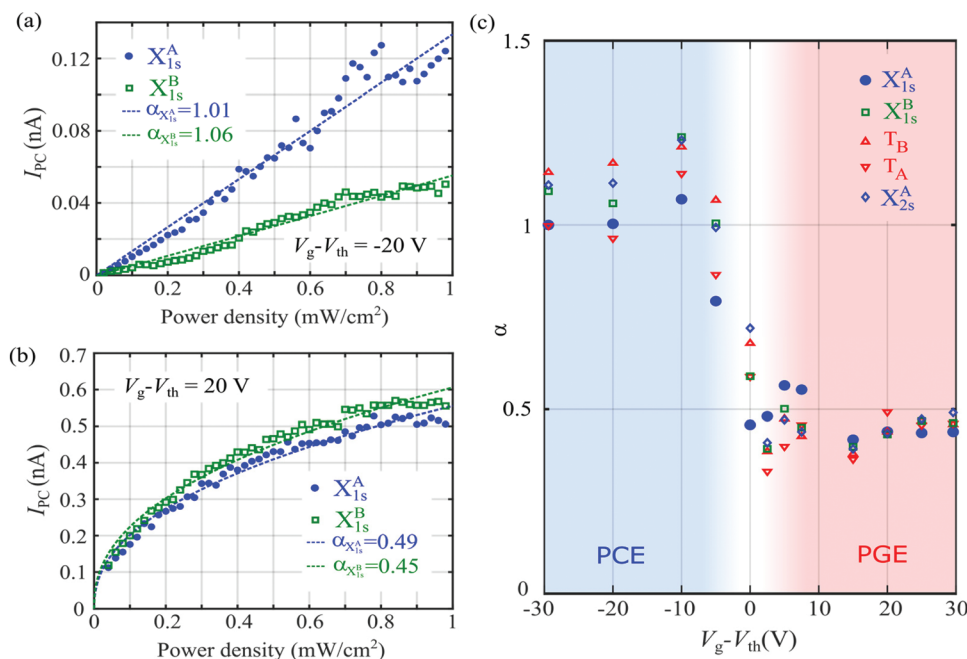 (a)
0.12
0.08
0.04
0
I_PC (nA)
X^A_1s
X^B_1s
α_X^A_1s=1.01
α_X^B_1s=1.06
V_g-V_th = -20 V
0 0.2 0.4 0.6 0.8 1
Power density (mW/cm²)
(b)
0.7
0.6
0.5
0.4
0.3
0.2
0.1
0
I_PC (nA)
V_g-V_th = 20 V
X^A_1s
X^B_1s
α_X^A_1s=0.49
α_X^B_1s=0.45
0 0.2 0.4 0.6 0.8 1
Power density (mW/cm²)
(c)
1.5
1
0.5
0
α
X^A_1s
X^B_1s
T_B
T_A
X^A_2s
PCE
PGE
-30 -20 -10 0 10 20 30
V_g-V_th(V)